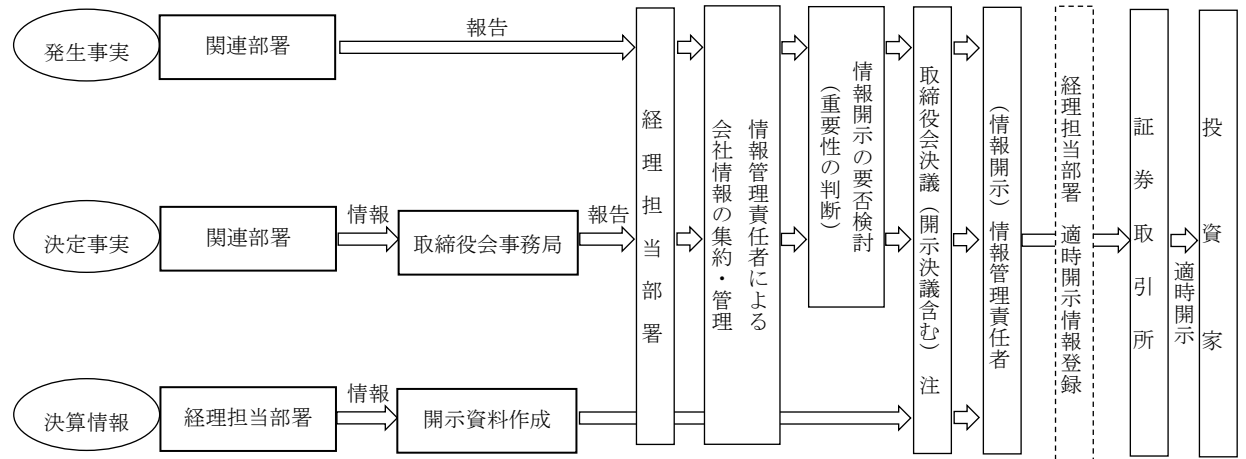 発生事実
関連部署
報告
決定事実
関連部署
情報
取締役会事務局
報告
決算情報
経理担当部署
情報
開示資料作成
経理担当部署
情報管理責任者による
会社情報の集約・管理
情報開示の要否検討
（重要性の判断）
取締役会決議（開示決議含む）注
（情報開示）情報管理責任者
経理担当部署　適時開示情報登録
証券取引所
適時開示
投資家